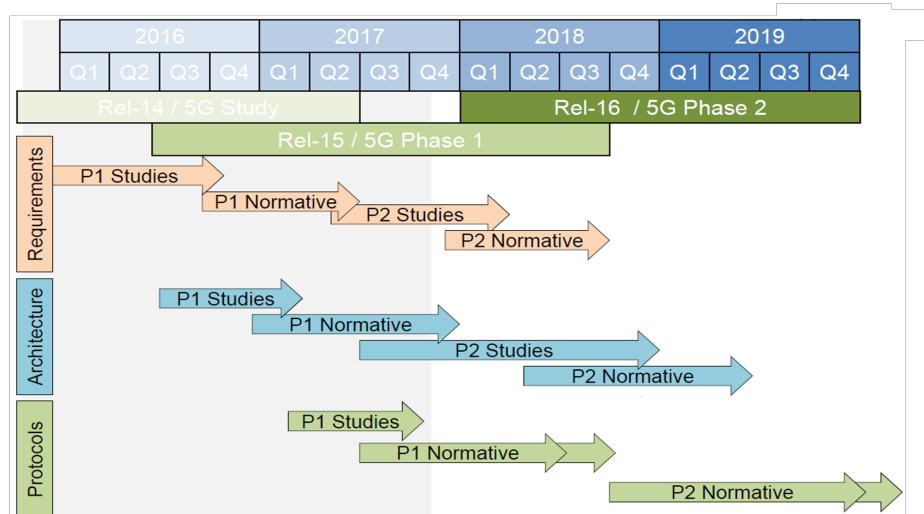 2016 2017 2018 2019
Q1 Q2 Q3 Q4 Q1 Q2 Q3 Q4 Q1 Q2 Q3 Q4 Q1 Q2 Q3 Q4
Rel-14 / 5G Study Rel-16 / 5G Phase 2
Rel-15 / 5G Phase 1
Requirements
P1 Studies
P1 Normative
P2 Studies
P2 Normative
Architecture
P1 Studies
P1 Normative
P2 Studies
P2 Normative
Protocols
P1 Studies
P1 Normative
P2 Normative